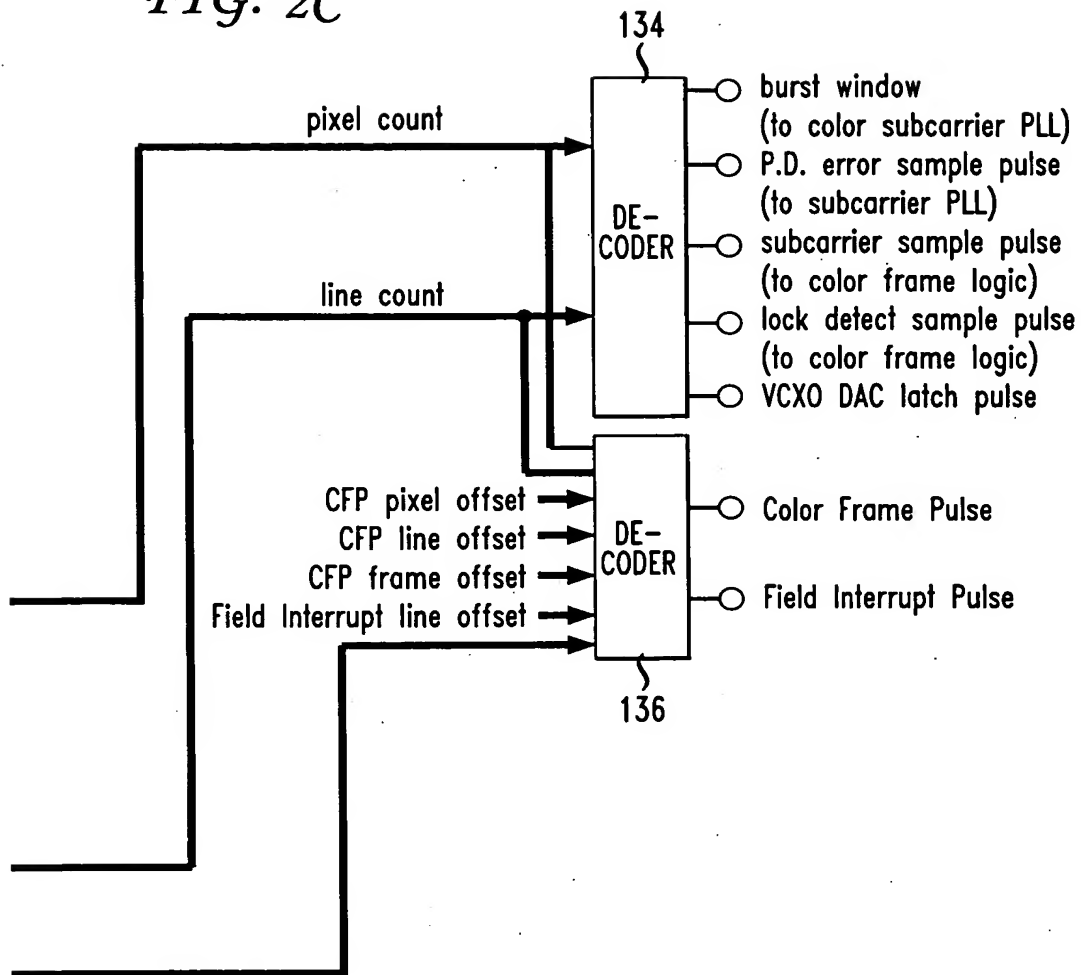 FIG. 2C
134
pixel count
burst window
(to color subcarrier PLL)
P.D. error sample pulse
(to subcarrier PLL)
DE-
CODER
subcarrier sample pulse
(to color frame logic)
line count
lock detect sample pulse
(to color frame logic)
VCXO DAC latch pulse
CFP pixel offset
CFP line offset
CFP frame offset
Field Interrupt line offset
DE-
CODER
Color Frame Pulse
Field Interrupt Pulse
136